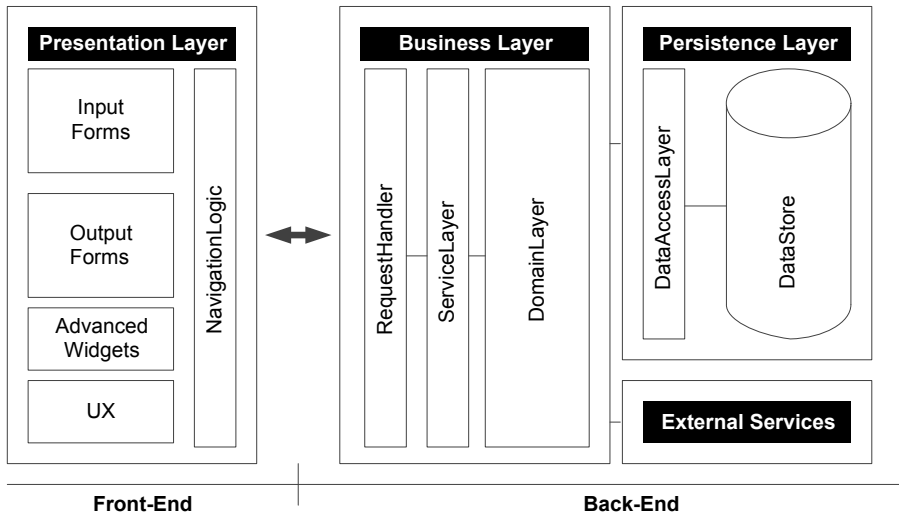 Presentation Layer
Input
Forms
Output
Forms
Advanced
Widgets
UX
NavigationLogic
Business Layer
RequestHandler
ServiceLayer
DomainLayer
Persistence Layer
DataAccessLayer
DataStore
External Services
Front-End
Back-End